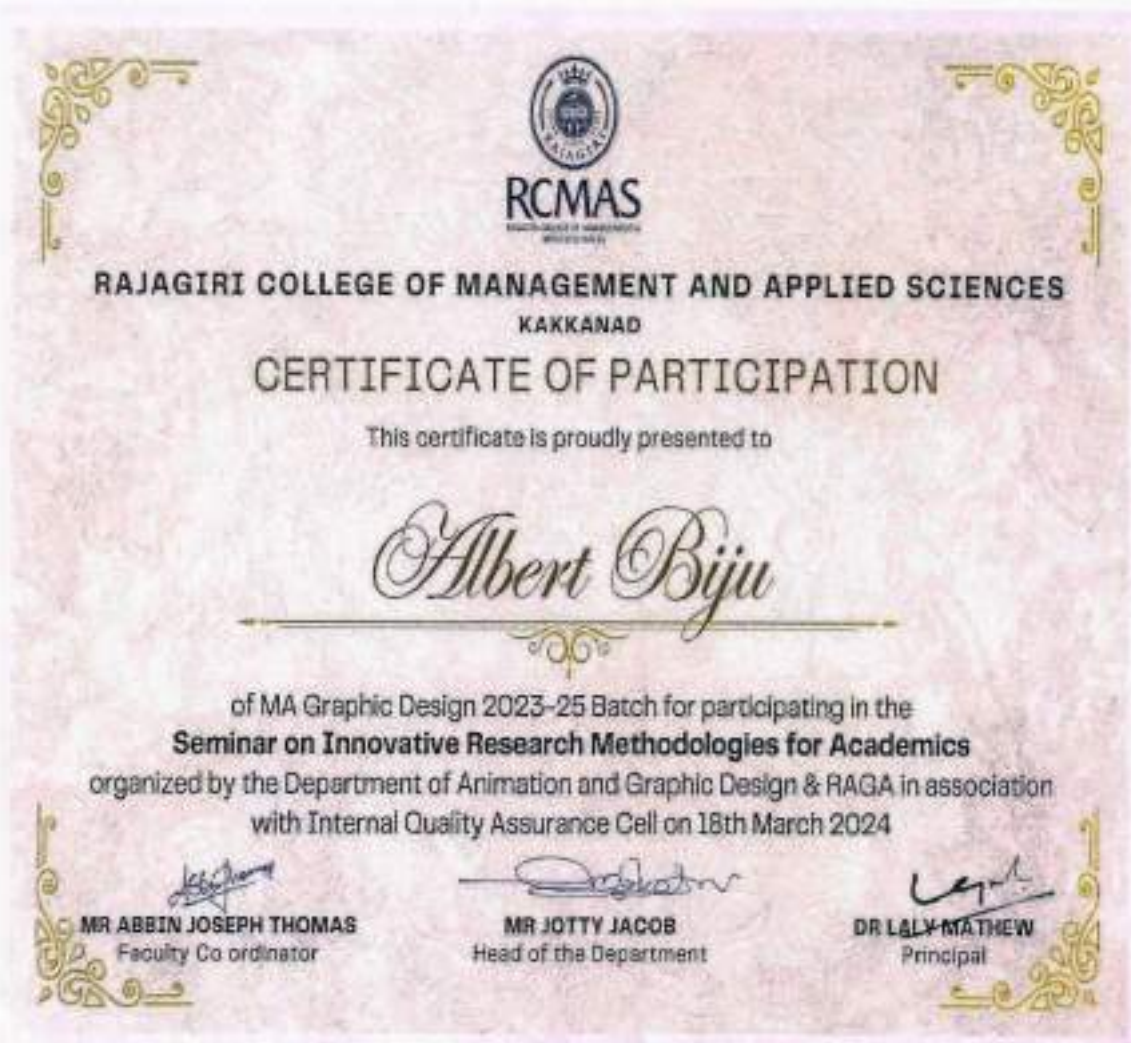 RAJAGIRI
RCMAS
RAJAGIRI COLLEGE OF MANAGEMENT AND APPLIED SCIENCES
KAKKANAD
CERTIFICATE OF PARTICIPATION
This certificate is proudly presented to
Albert Biju
of MA Graphic Design 2023-25 Batch for participating in the
Seminar on Innovative Research Methodologies for Academics
organized by the Department of Animation and Graphic Design & RAGA in association
with Internal Quality Assurance Cell on 18th March 2024
MR ABBIN JOSEPH THOMAS
Faculty Co ordinator
MR JOTTY JACOB
Head of the Department
DR LALY MATHEW
Principal